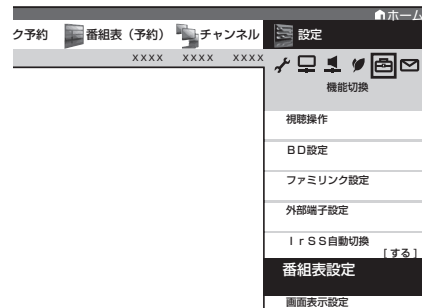 ホーム
ク予約 番組表（予約） チャンネル 設定
xxxx xxxx xxxx
機能切換
視聴操作
ＢＤ設定
ファミリンク設定
外部端子設定
ＩｒＳＳ自動切換
［する］
番組表設定
画面表示設定